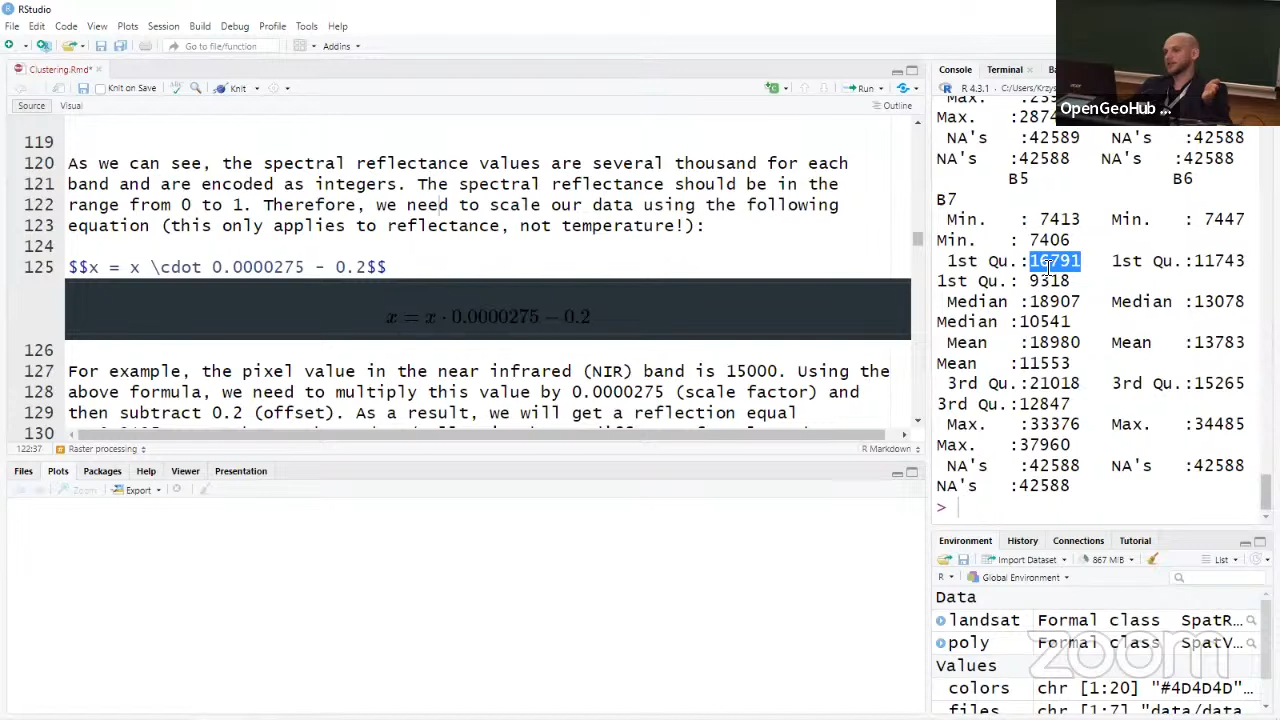 RStudio
File Edit Code View Plots Session Build Debug Profile Tools Help
Go to file/function Addins
Clustering.Rmd* ×
Knit on Save Knit Run
Source Visual Outline
119
120 As we can see, the spectral reflectance values are several thousand for each
121 band and are encoded as integers. The spectral reflectance should be in the
122 range from 0 to 1. Therefore, we need to scale our data using the following
123 equation (this only applies to reflectance, not temperature!):
124
125 $$x = x \cdot 0.0000275 - 0.2$$
x = x · 0.0000275 − 0.2
126
127 For example, the pixel value in the near infrared (NIR) band is 15000. Using the
128 above formula, we need to multiply this value by 0.0000275 (scale factor) and
129 then subtract 0.2 (offset). As a result, we will get a reflection equal
130
122:37 Raster processing R Markdown
Files Plots Packages Help Viewer Presentation
Zoom Export
Console Terminal ×
R 4.3.1 · C:/Users/Krzys
OpenGeoHub ...
Max.
Max. :2874
NA's :42589 NA's :42588
NA's :42588 NA's :42588
B5 B6
B7
Min. : 7413 Min. : 7447
Min. : 7406
1st Qu.:16791 1st Qu.:11743
1st Qu.: 9318
Median :18907 Median :13078
Median :10541
Mean :18980 Mean :13783
Mean :11553
3rd Qu.:21018 3rd Qu.:15265
3rd Qu.:12847
Max. :33376 Max. :34485
Max. :37960
NA's :42588 NA's :42588
NA's :42588
>
Environment History Connections Tutorial
Import Dataset 867 MiB List
R Global Environment
Data
landsat Formal class SpatR…
poly Formal class SpatV…
zoom
Values
colors chr [1:20] "#4D4D4D"…
files chr [1:7] "data/data